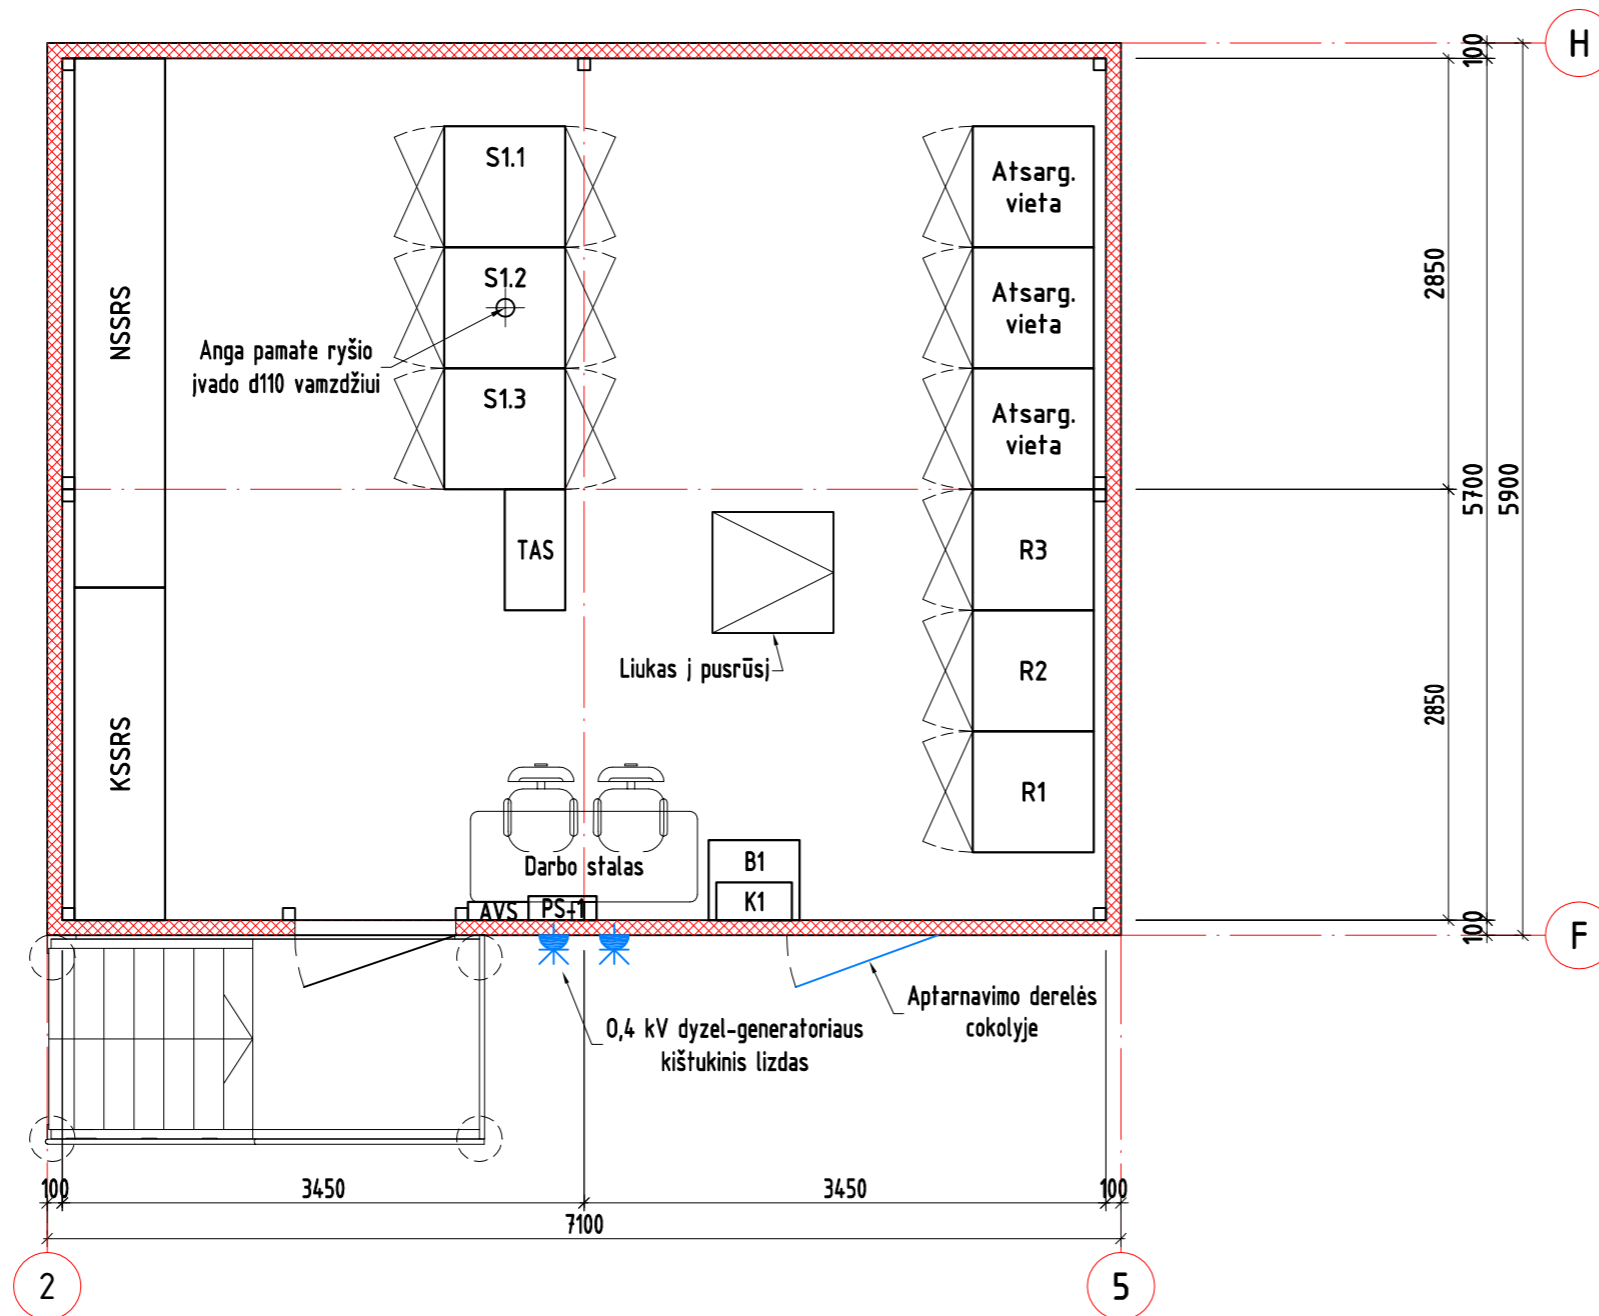 H
100
S1.1
Atsarg.
vieta
2850
S1.2
Atsarg.
vieta
NSSRS
Anga pamate ryšio
įvado d110 vamzdžiui
S1.3
Atsarg.
vieta
5700
5900
TAS
R3
Liukas į pusrūsį
R2
2850
KSSRS
R1
Darbo stalas
B1
K1
AVS
PS-1
100
F
Aptarnavimo derelės
cokolyje
0,4 kV dyzel-generatoriaus
kištukinis lizdas
100
3450
3450
100
7100
2
5